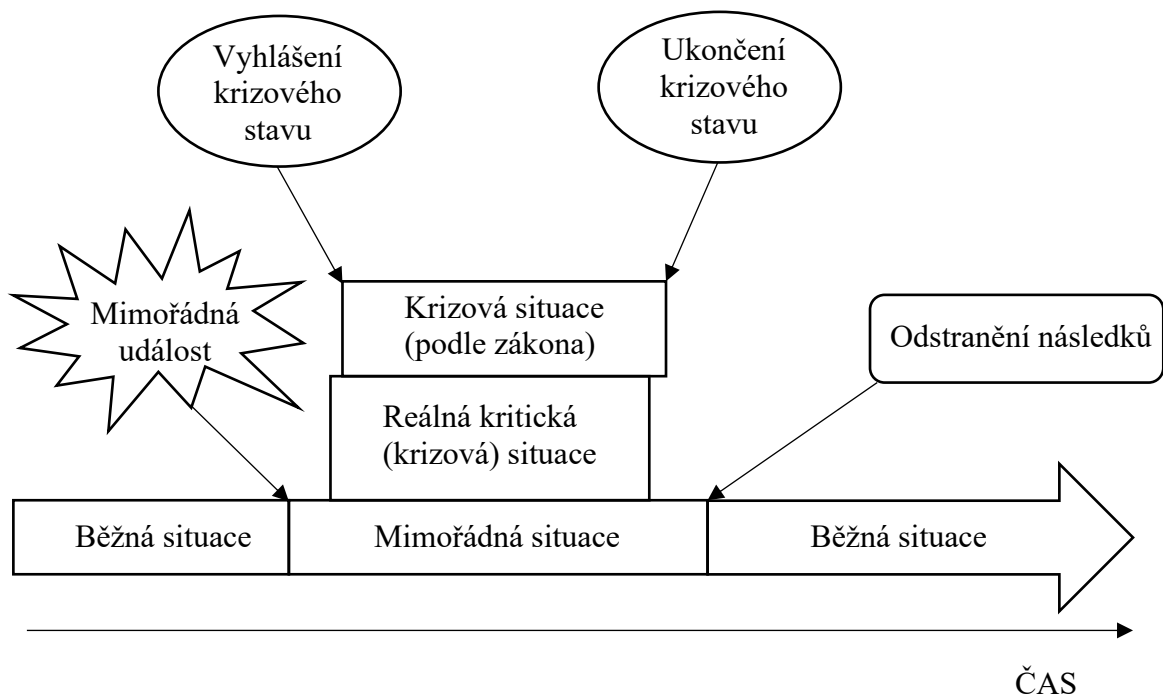 Vyhlášení
krizového
stavu
Ukončení
krizového
stavu
Mimořádná
událost
Krizová situace
(podle zákona)
Odstranění následků
Reálná kritická
(krizová) situace
Běžná situace
Mimořádná situace
Běžná situace
ČAS